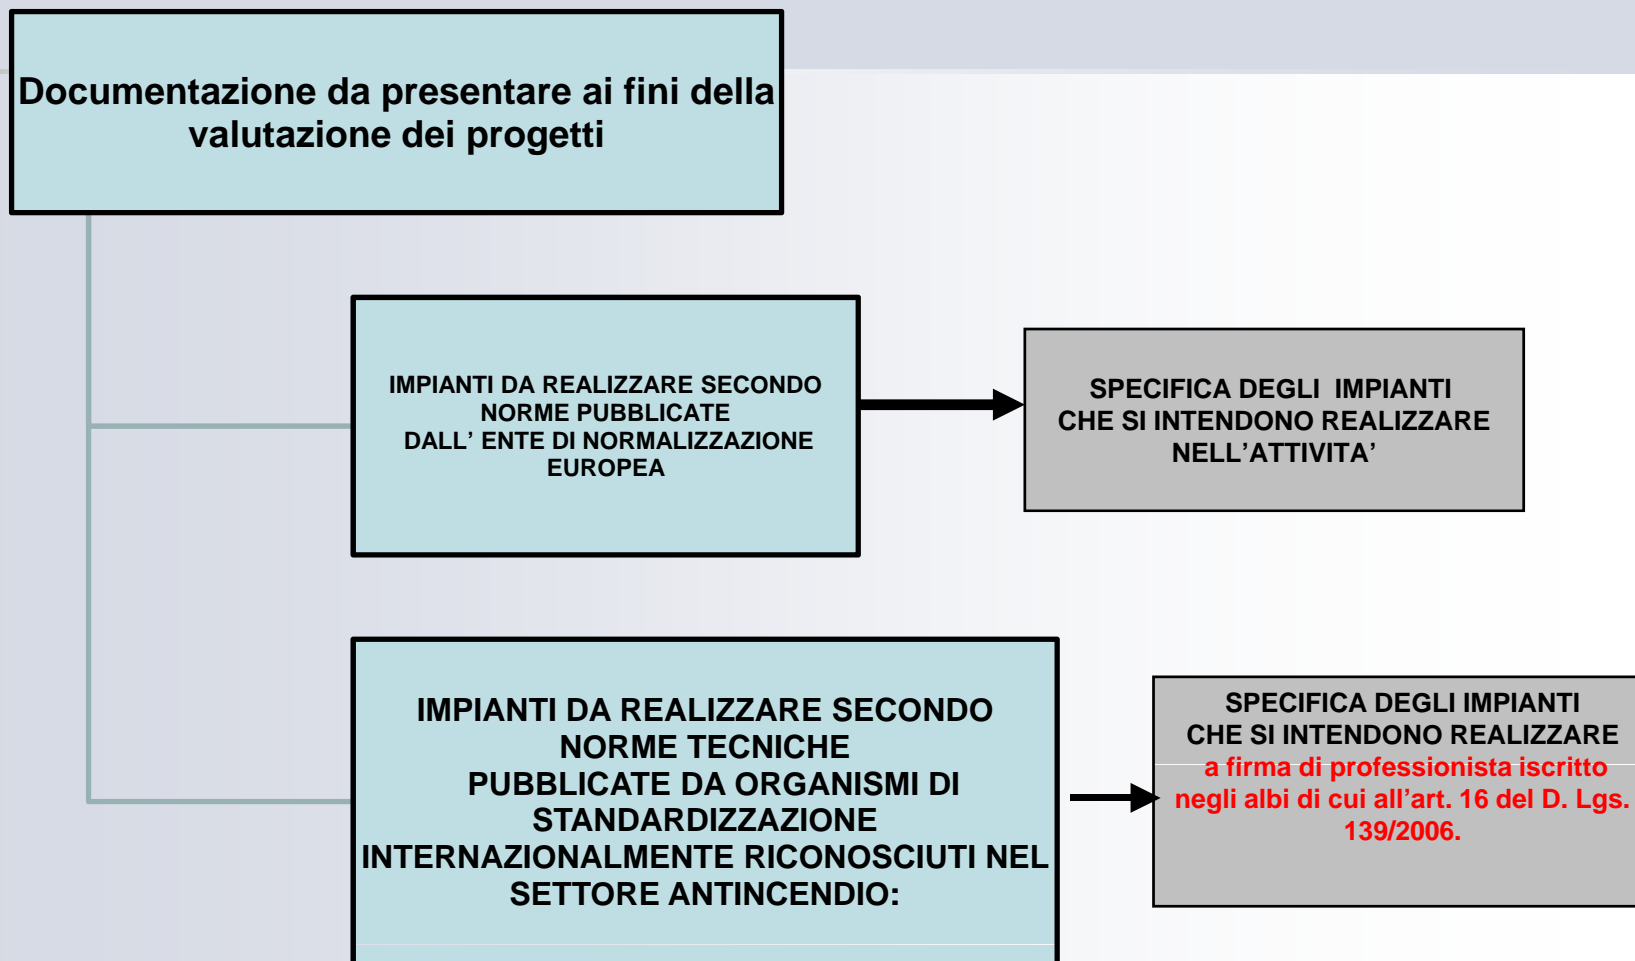 Documentazione da presentare ai fini della
valutazione dei progetti
IMPIANTI DA REALIZZARE SECONDO
NORME PUBBLICATE
DALL’ ENTE DI NORMALIZZAZIONE
EUROPEA
SPECIFICA DEGLI IMPIANTI
CHE SI INTENDONO REALIZZARE
NELL’ATTIVITA’
IMPIANTI DA REALIZZARE SECONDO
NORME TECNICHE
PUBBLICATE DA ORGANISMI DI
STANDARDIZZAZIONE
INTERNAZIONALMENTE RICONOSCIUTI NEL
SETTORE ANTINCENDIO:
SPECIFICA DEGLI IMPIANTI
CHE SI INTENDONO REALIZZARE
a firma di professionista iscritto
negli albi di cui all’art. 16 del D. Lgs.
139/2006.